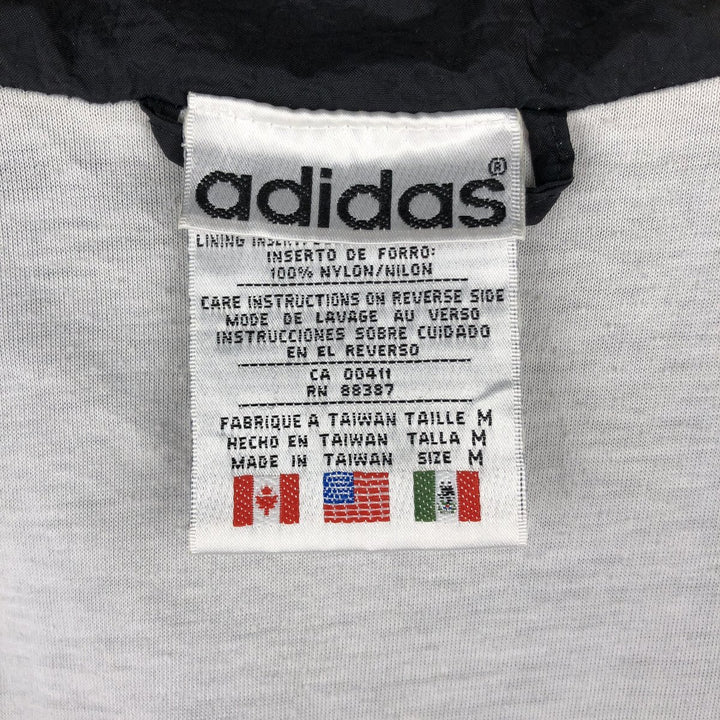 adidas®
LINING INSERT/
INSERTO DE FORRO:
100% NYLON/NILON
CARE INSTRUCTIONS ON REVERSE SIDE
MODE DE LAVAGE AU VERSO
INSTRUCCIONES SOBRE CUIDADO
EN EL REVERSO
CA 00411
RN 88387
FABRIQUE A TAIWAN TAILLE M
HECHO EN TAIWAN TALLA M
MADE IN TAIWAN SIZE M